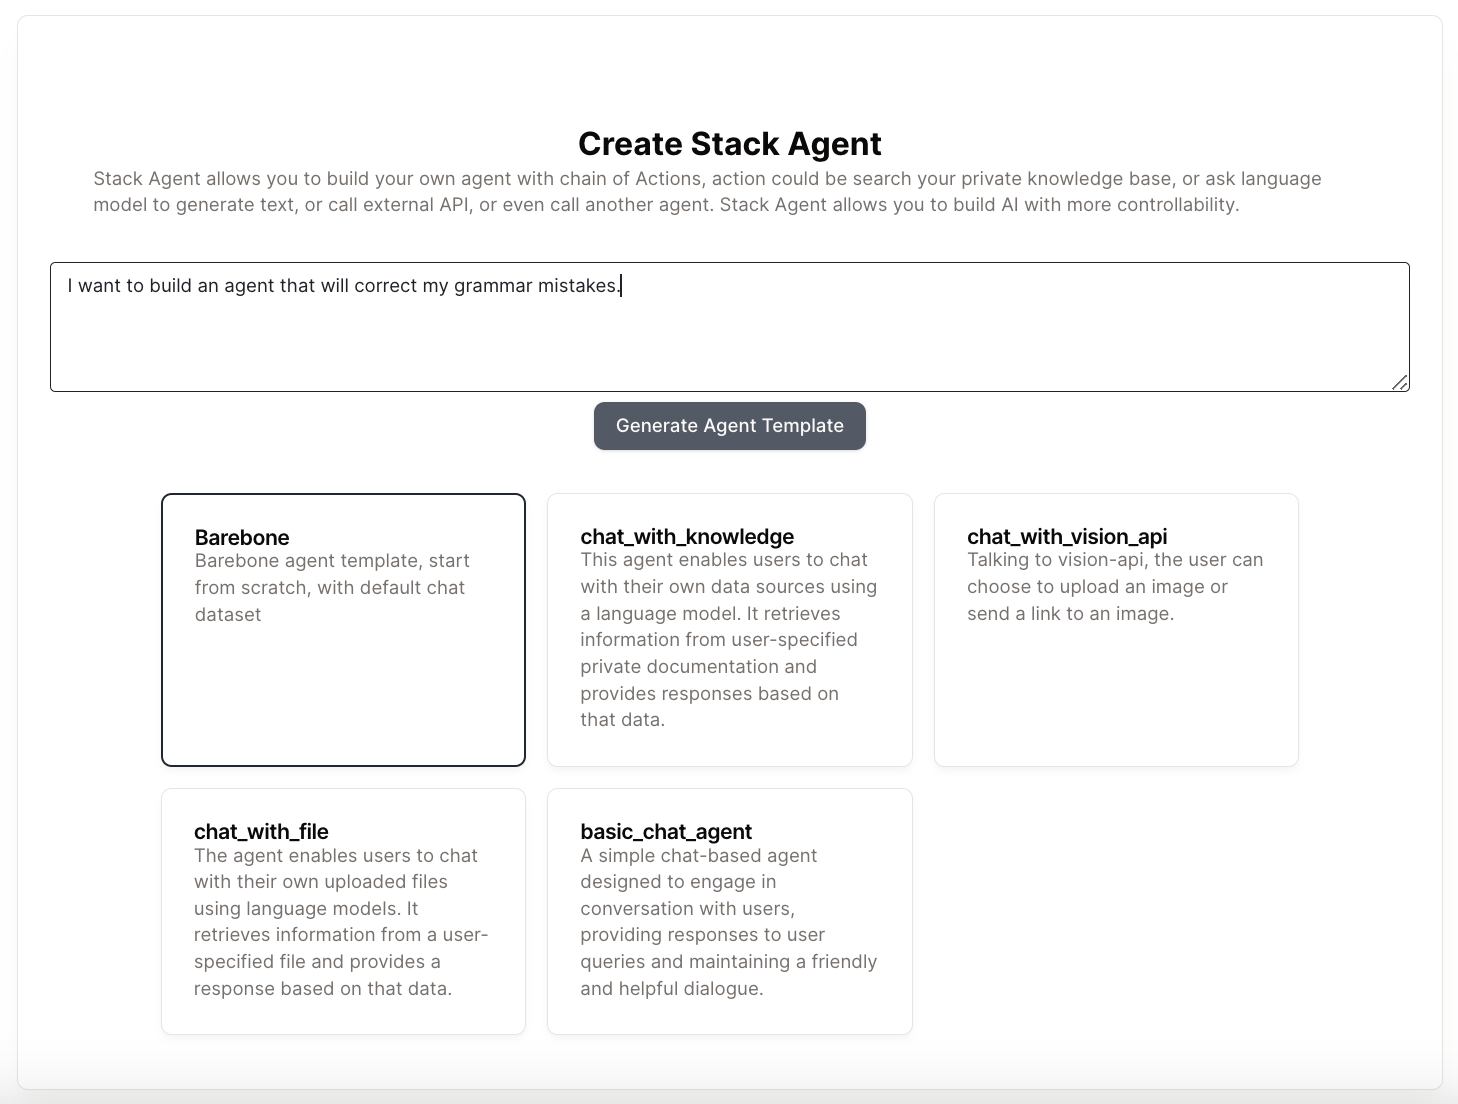 Create Stack Agent
Stack Agent allows you to build your own agent with chain of Actions, action could be search your private knowledge base, or ask language
model to generate text, or call external API, or even call another agent. Stack Agent allows you to build AI with more controllability.
I want to build an agent that will correct my grammar mistakes.
Generate Agent Template
Barebone
Barebone agent template, start
from scratch, with default chat
dataset
chat_with_knowledge
This agent enables users to chat
with their own data sources using
a language model. It retrieves
information from user-specified
private documentation and
provides responses based on
that data.
chat_with_vision_api
Talking to vision-api, the user can
choose to upload an image or
send a link to an image.
chat_with_file
The agent enables users to chat
with their own uploaded files
using language models. It
retrieves information from a user-
specified file and provides a
response based on that data.
basic_chat_agent
A simple chat-based agent
designed to engage in
conversation with users,
providing responses to user
queries and maintaining a friendly
and helpful dialogue.